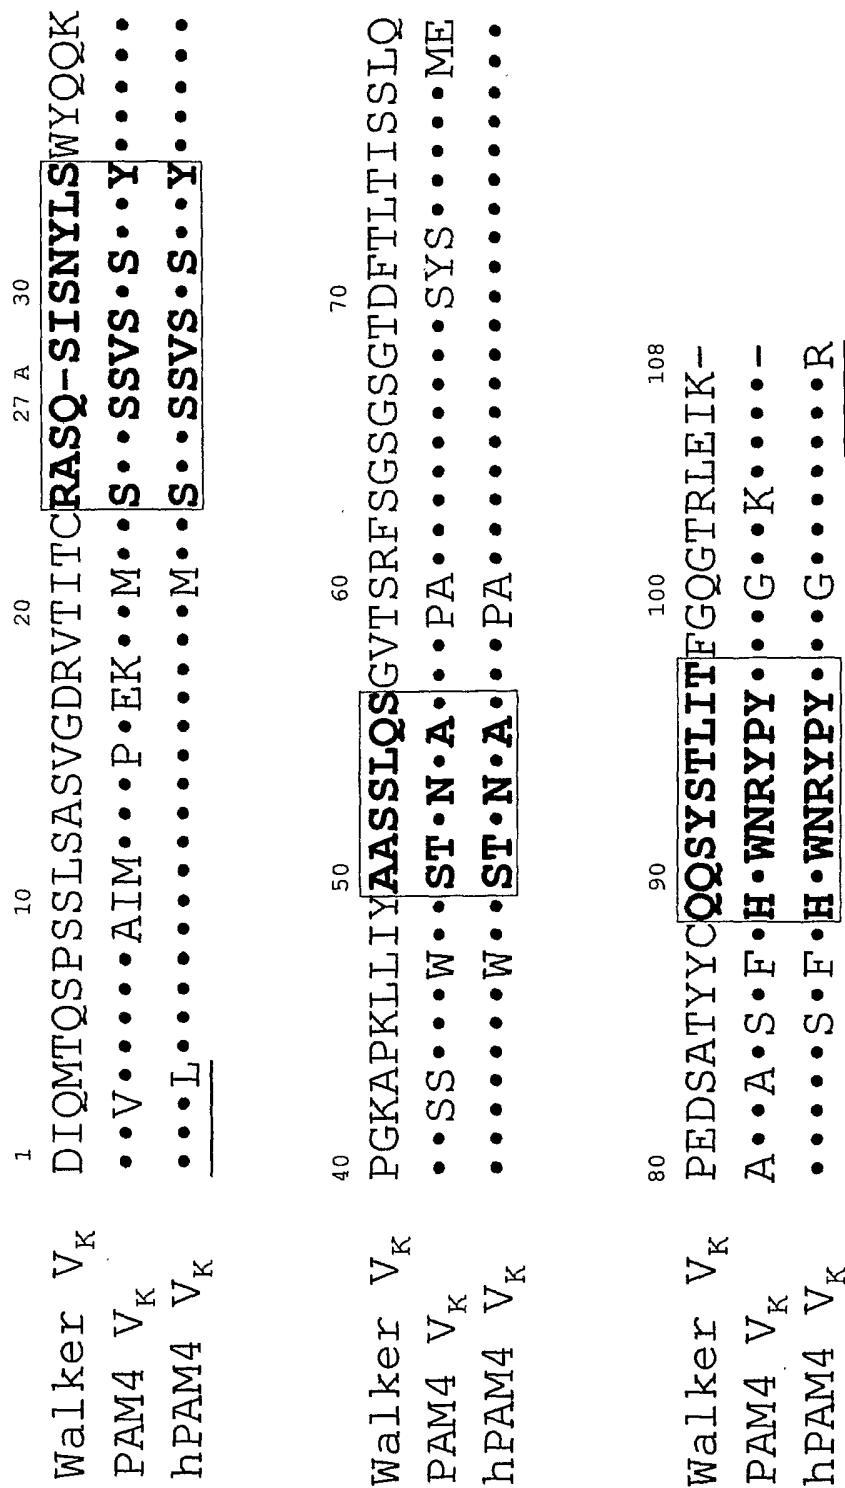 1 10 20 27 A 30
Walker VK DIQMTQSPSSLSASVGDRVTITCRASQ-SISNYLSWYQQK
PAM4 VK ••V•••••AIM•••P•EK••M••S••SSVS•S••Y•••••
hPAM4 VK •••L••••••••••••••••M••S••SSVS•S••Y•••••
40 50 60 70
Walker VK PGKAPKLLIYAASSLQSGVTSRFSGSGSGTDFTLTISSLQ
PAM4 VK ••SS•••W••ST•N•A•••PA•••••••••SYS•••••ME
hPAM4 VK •••••••W••ST•N•A•••PA•••••••••••••••••••
80 90 100 108
Walker VK PEDSATYYCQQSYSTLITFGQGTRLEIK-
PAM4 VK A••A•S•F•H•WNRYPY•••G••K••••-
hPAM4 VK •••••S•F•H•WNRYPY•••G•••••••R